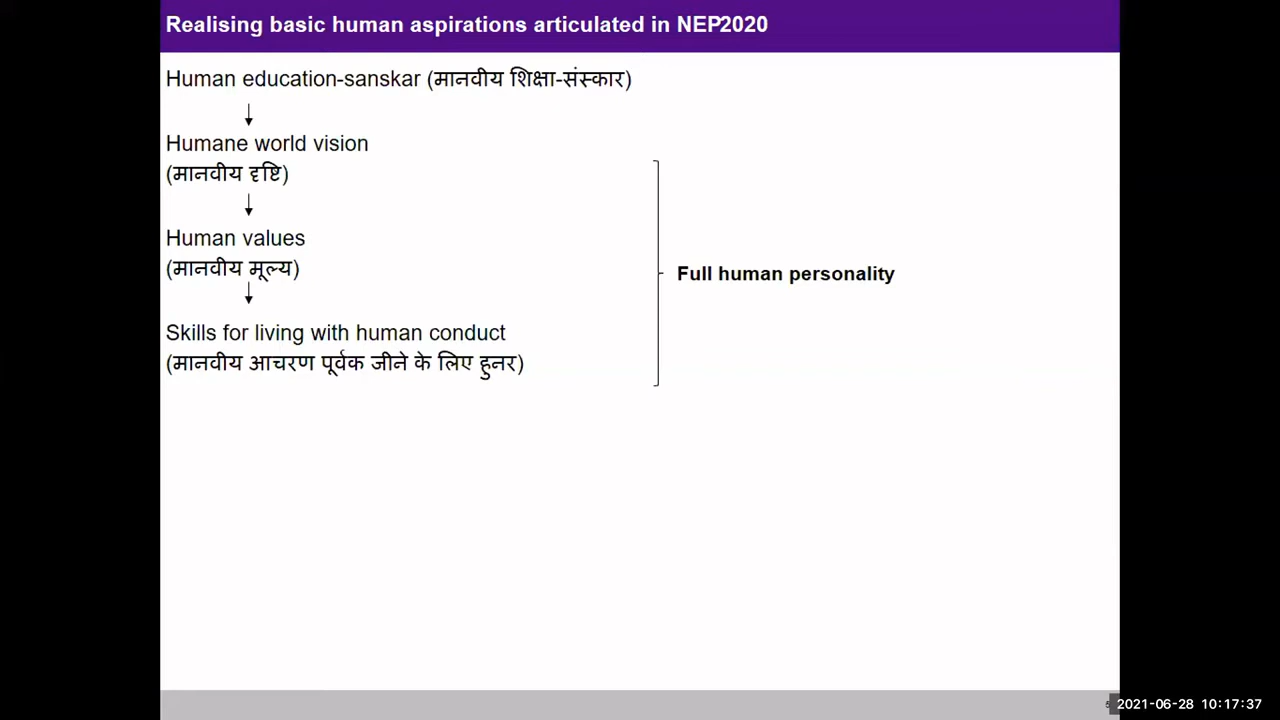 Realising basic human aspirations articulated in NEP2020
Human education-sanskar (मानवीय शिक्षा-संस्कार)
Humane world vision
(मानवीय दृष्टि)
Human values
(मानवीय मूल्य)
Skills for living with human conduct
(मानवीय आचरण पूर्वक जीने के लिए हुनर)
Full human personality
2021-06-28 10:17:37